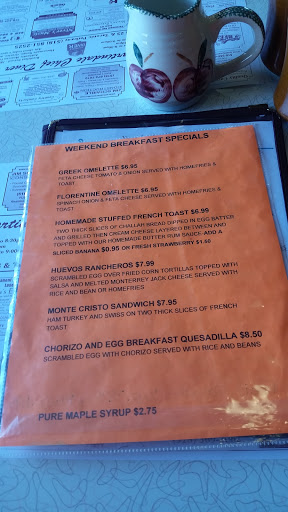 WEEKEND BREAKFAST SPECIALS
GREEK OMELETTE $6.95
FETA CHEESE TOMATO & ONION SERVED WITH HOMEFRIES &
TOAST
FLORENTINE OMELETTE $6.95
SPINACH ONION & FETA CHEESE SERVED WITH HOMEFRIES &
TOAST
HOMEMADE STUFFED FRENCH TOAST $6.99
TWO THICK SLICES OF CHALLAH BREAD DIPPED IN EGG BATTER
AND GRILLED THEN CREAM CHEESE LAYERED BETWEEN AND
TOPPED WITH OUR HOMEMADE BUTTER RUM SAUCE ADD A
SLICED BANANA $0.95 OR FRESH STRAWBERRY $1.50
HUEVOS RANCHEROS $7.99
SCRAMBLED EGG OVER FRIED CORN TORTILLAS TOPPED WITH
SALSA AND MELTED MONTERREY JACK CHEESE SERVED WITH
RICE AND BEAN OR HOMEFRIES
MONTE CRISTO SANDWICH $7.95
HAM TURKEY AND SWISS ON TWO THICK SLICES OF FRENCH
TOAST
CHORIZO AND EGG BREAKFAST QUESADILLA $8.50
SCRAMBLED EGG WITH CHORIZO SERVED WITH RICE AND BEANS
PURE MAPLE SYRUP $2.75